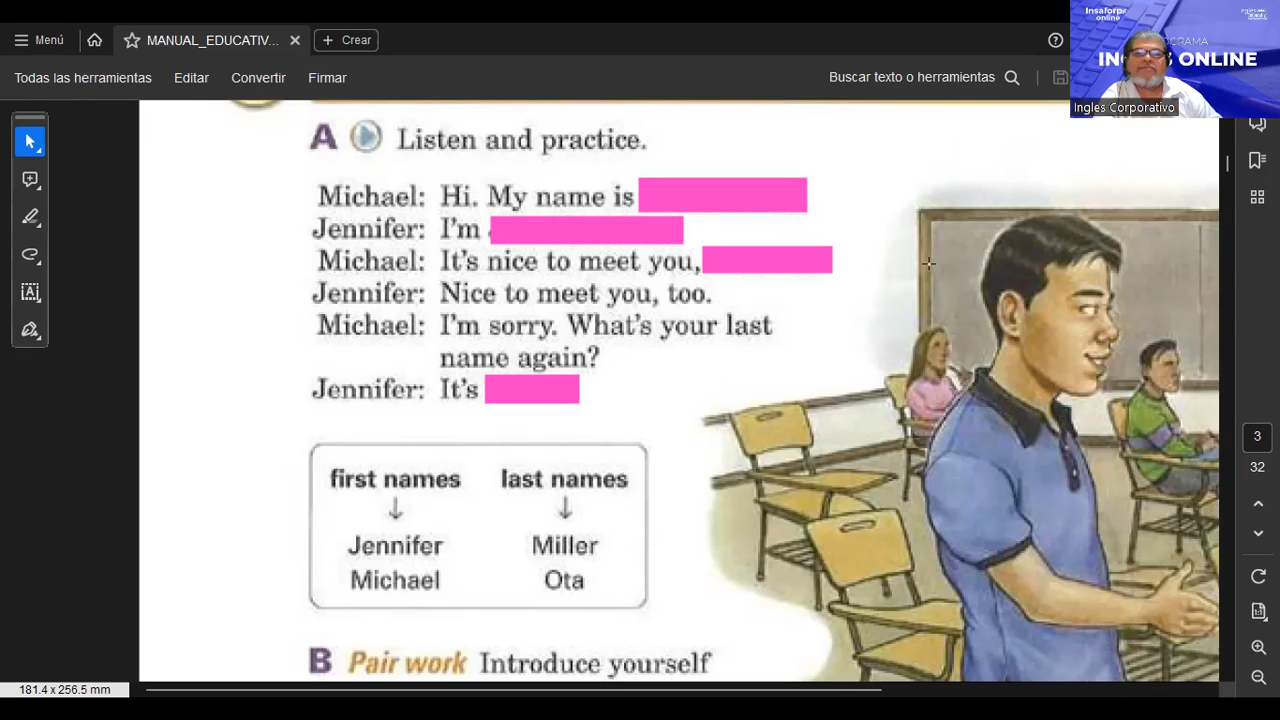 Menú
MANUAL_EDUCATIV...
Crear
Insaforp
online
INGLES ONLINE
Ingles Corporativo
Todas las herramientas
Editar
Convertir
Firmar
Buscar texto o herramientas
A Listen and practice.
Michael: Hi. My name is
Jennifer: I'm
Michael: It's nice to meet you,
Jennifer: Nice to meet you, too.
Michael: I'm sorry. What's your last
name again?
Jennifer: It's
first names last names
Jennifer Miller
Michael Ota
B Pair work Introduce yourself
3
32
181.4 x 256.5 mm